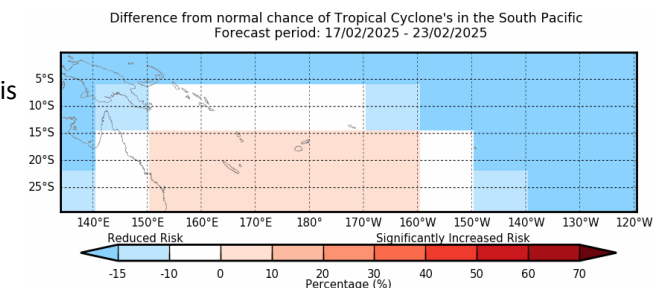 Difference from normal chance of Tropical Cyclone's in the South Pacific
Forecast period: 17/02/2025 - 23/02/2025
is
5°S
10°S
15°S
20°S
25°S
140°E 150°E 160°E 170°E 180° 170°W 160°W 150°W 140°W 130°W 120°W
Reduced Risk Significantly Increased Risk
-15 -10 0 10 20 30 40 50 60 70
Percentage (%)